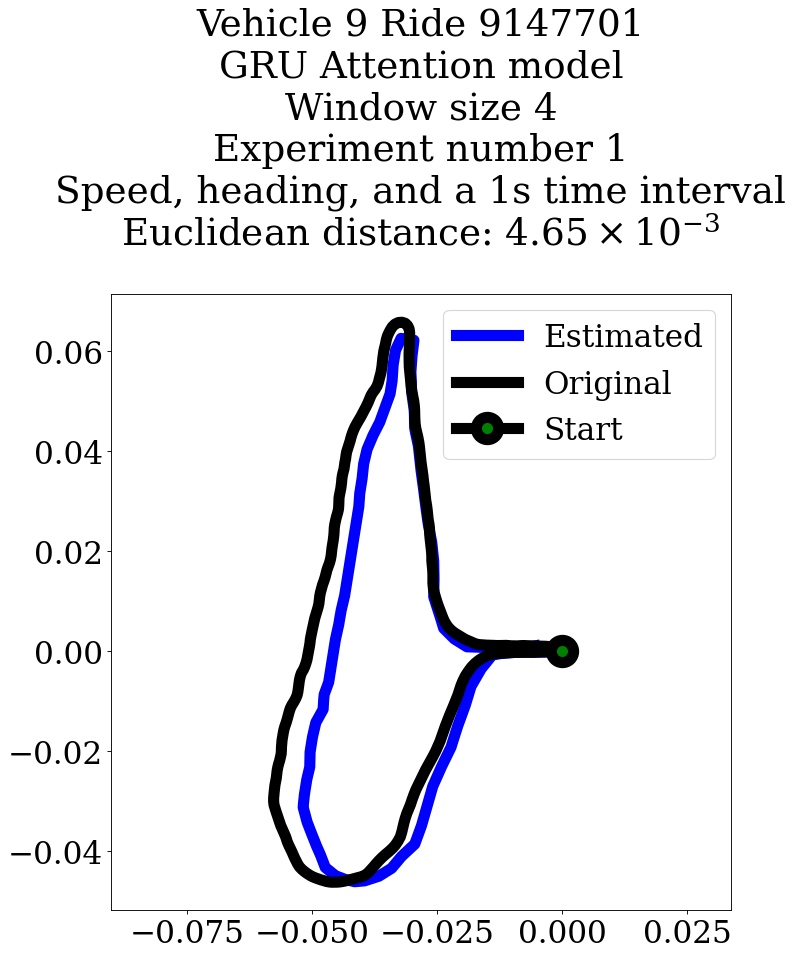 Vehicle 9 Ride 9147701
GRU Attention model
Window size 4
Experiment number 1
Speed, heading, and a 1s time interval
Euclidean distance: 4.65 × 10⁻³
Estimated
Original
Start
0.06
0.04
0.02
0.00
−0.02
−0.04
−0.075 −0.050 −0.025 0.000 0.025